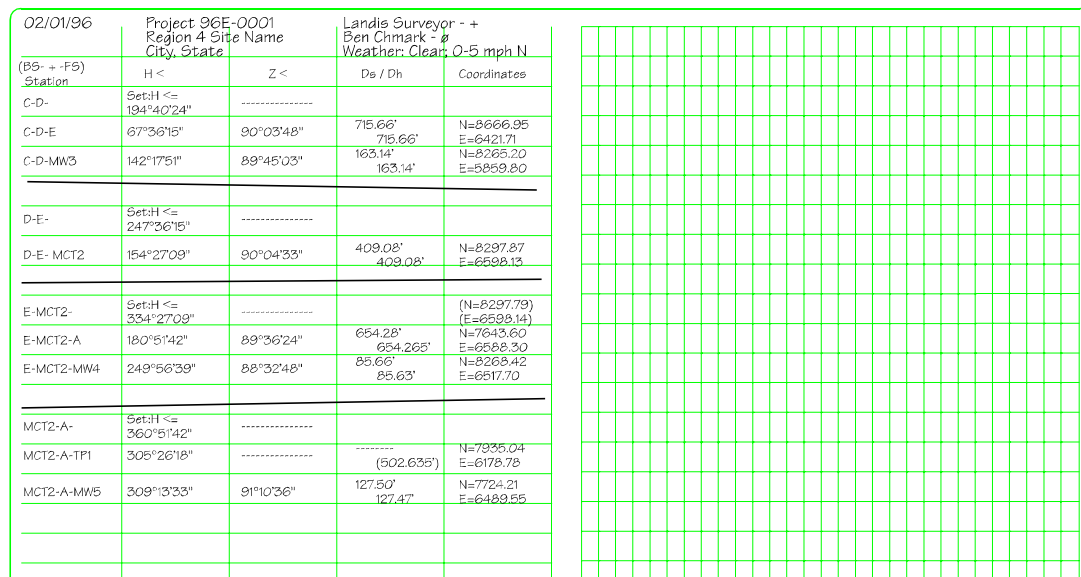 02/01/96 Project 96E-0001 Landis Surveyor - +
Region 4 Site Name Ben Chmark - ø
City, State Weather: Clear; 0-5 mph N
(BS- + -FS) Station H < Z < Ds / Dh Coordinates
C-D- Set:H <= 194°40'24" ---------------
C-D-E 67°36'15" 90°03'48" 715.66' 715.66' N=8666.95 E=6421.71
C-D-MW3 142°17'51" 89°45'03" 163.14' 163.14' N=8265.20 E=5859.80
D-E- Set:H <= 247°36'15" ---------------
D-E- MCT2 154°27'09" 90°04'33" 409.08' 409.08' N=8297.87 E=6598.13
E-MCT2- Set:H <= 334°27'09" --------------- (N=8297.79) (E=6598.14)
E-MCT2-A 180°51'42" 89°36'24" 654.28' 654.265' N=7643.60 E=6588.30
E-MCT2-MW4 249°56'39" 88°32'48" 85.66' 85.63' N=8268.42 E=6517.70
MCT2-A- Set:H <= 360°51'42" ---------------
MCT2-A-TP1 305°26'18" --------------- -------- (502.635') N=7935.04 E=6178.78
MCT2-A-MW5 309°13'33" 91°10'36" 127.50' 127.47' N=7724.21 E=6489.55